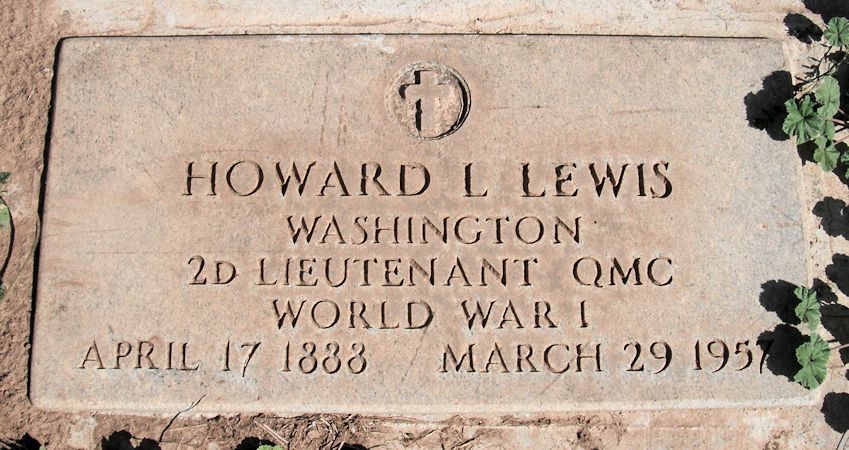 HOWARD L LEWIS
WASHINGTON
2D LIEUTENANT QMC
WORLD WAR I
APRIL 17 1888 MARCH 29 1957